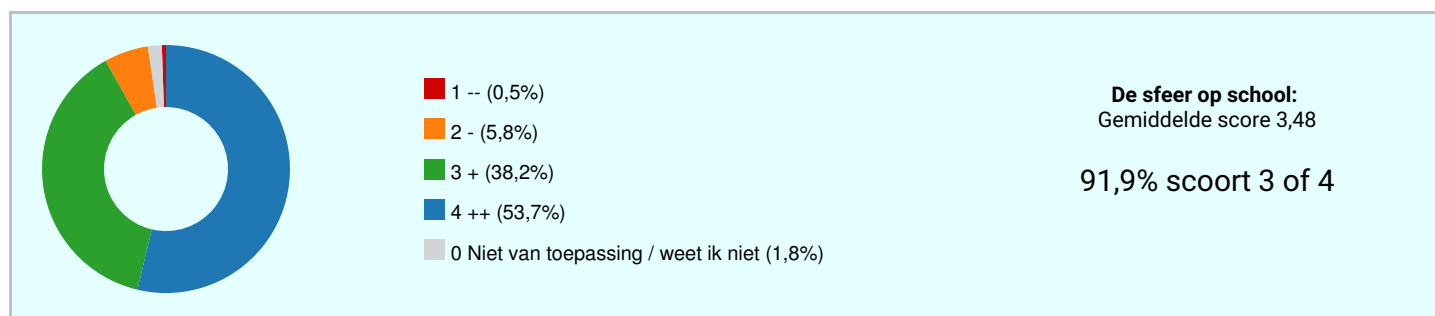 1 -- (0,5%)
2 - (5,8%)
3 + (38,2%)
4 ++ (53,7%)
0 Niet van toepassing / weet ik niet (1,8%)
De sfeer op school:
Gemiddelde score 3,48
91,9% scoort 3 of 4